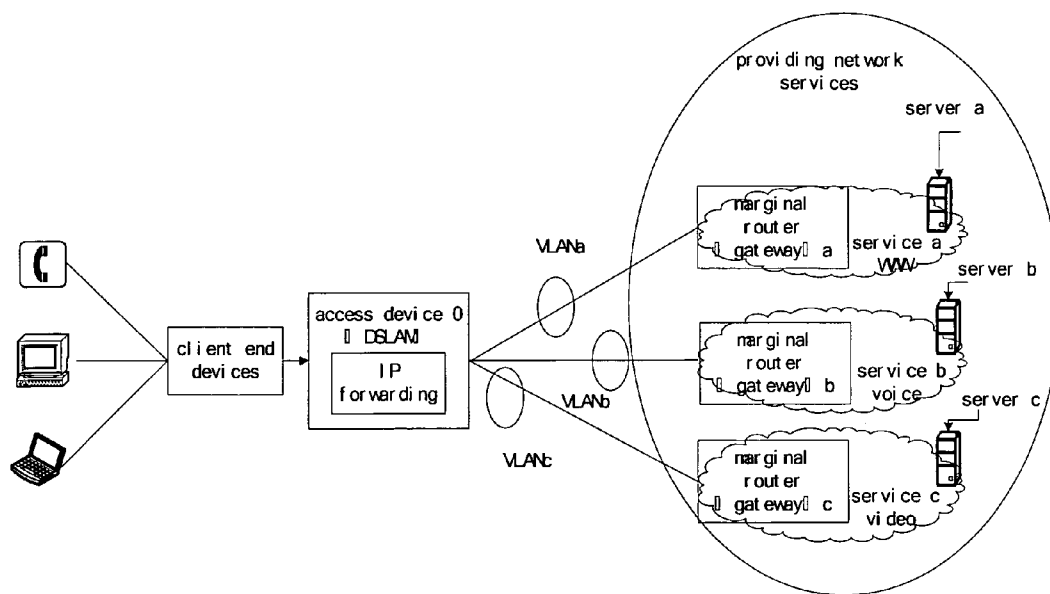 providing network
services
server a
marginal
router
gateway a
service a
WWW
VLANa
server b
access device 0
DSLAM
IP
forwarding
client end
devices
marginal
router
gateway b
service b
voice
VLANb
server c
VLANc
marginal
router
gateway c
service c
video